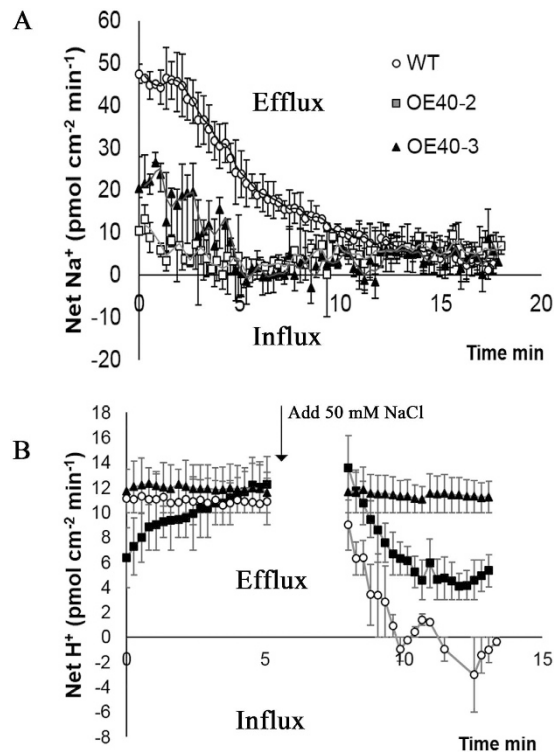 A
Net Na⁺ (pmol cm⁻² min⁻¹)
60
50
40
30
20
10
0
-10
-20
Efflux
Influx
WT
OE40-2
OE40-3
0
5
10
15
20
Time min
B
Add 50 mM NaCl
Net H⁺ (pmol cm⁻² min⁻¹)
18
16
14
12
10
8
6
4
2
0
-2
-4
-6
-8
Efflux
Influx
0
5
10
15
Time min